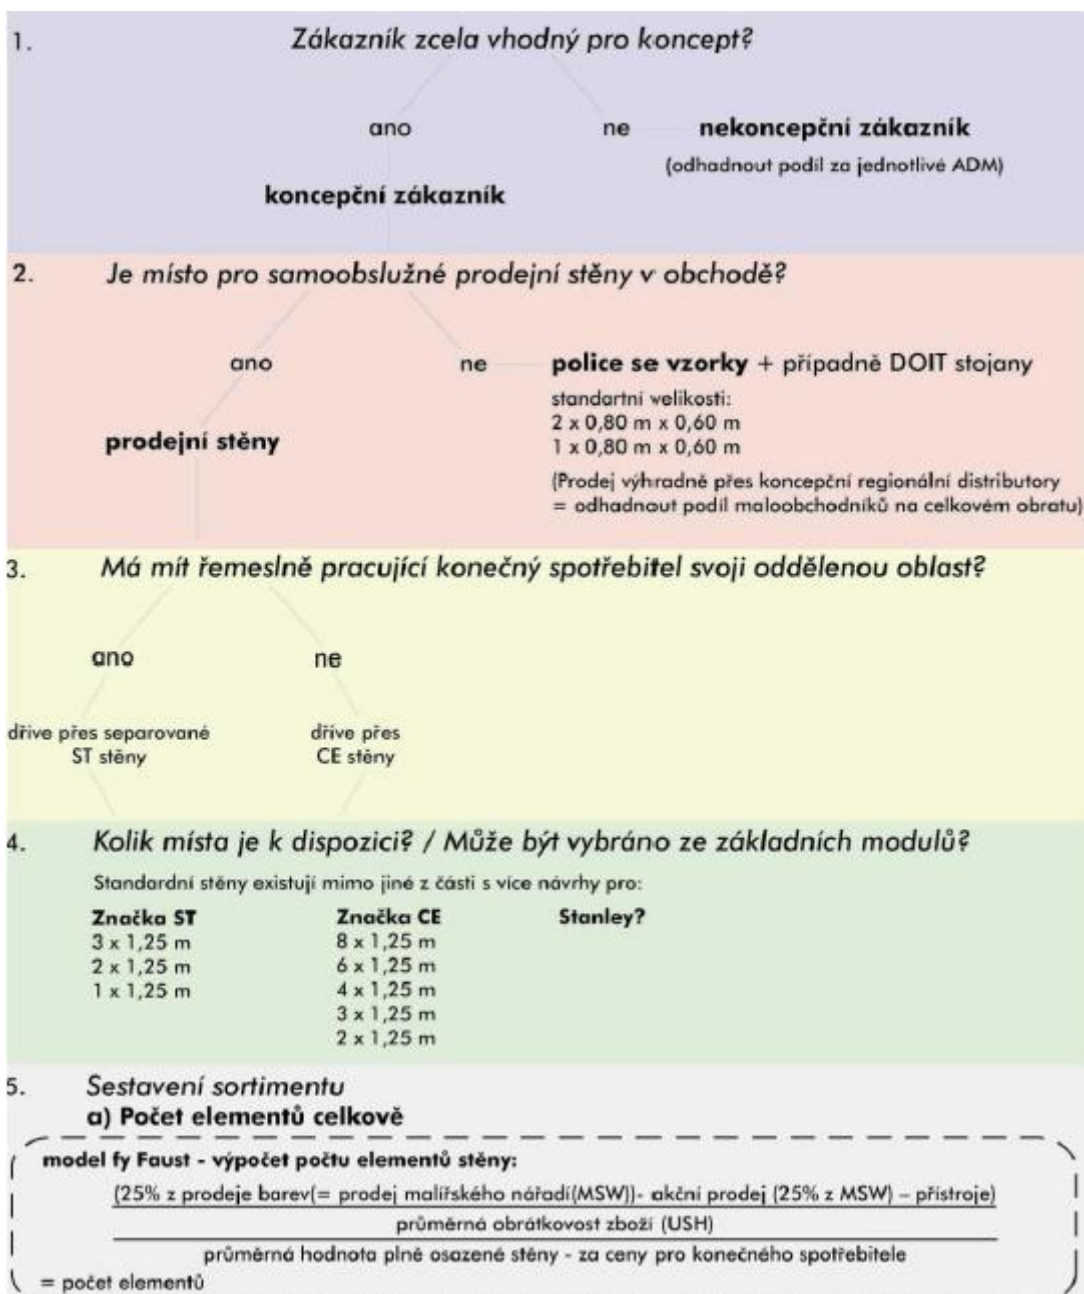 1. Zákazník zcela vhodný pro koncept?
ano ne nekoncepční zákazník
(odhadnout podíl za jednotlivé ADM)
koncepční zákazník
2. Je místo pro samoobslužné prodejní stěny v obchodě?
ano ne police se vzorky + případně DOIT stojany
standartní velikosti:
2 x 0,80 m x 0,60 m
1 x 0,80 m x 0,60 m
prodejní stěny
(Prodej výhradně přes koncepční regionální distributory
= odhadnout podíl maloobchodníků na celkovém obratu)
3. Má mít řemeslně pracující konečný spotřebitel svoji oddělenou oblast?
ano ne
dříve přes separované
ST stěny
dříve přes
CE stěny
4. Kolik místa je k dispozici? / Může být vybráno ze základních modulů?
Standardní stěny existují mimo jiné z části s více návrhy pro:
Značka ST
3 x 1,25 m
2 x 1,25 m
1 x 1,25 m
Značka CE
8 x 1,25 m
6 x 1,25 m
4 x 1,25 m
3 x 1,25 m
2 x 1,25 m
Stanley?
5. Sestavení sortimentu
a) Počet elementů celkově
model fy Faust - výpočet počtu elementů stěny:
(25% z prodeje barev(= prodej malířského nářadí(MSW))- akční prodej (25% z MSW) – přístroje)
průměrná obrátkovost zboží (USH)
průměrná hodnota plně osazené stěny - za ceny pro konečného spotřebitele
= počet elementů